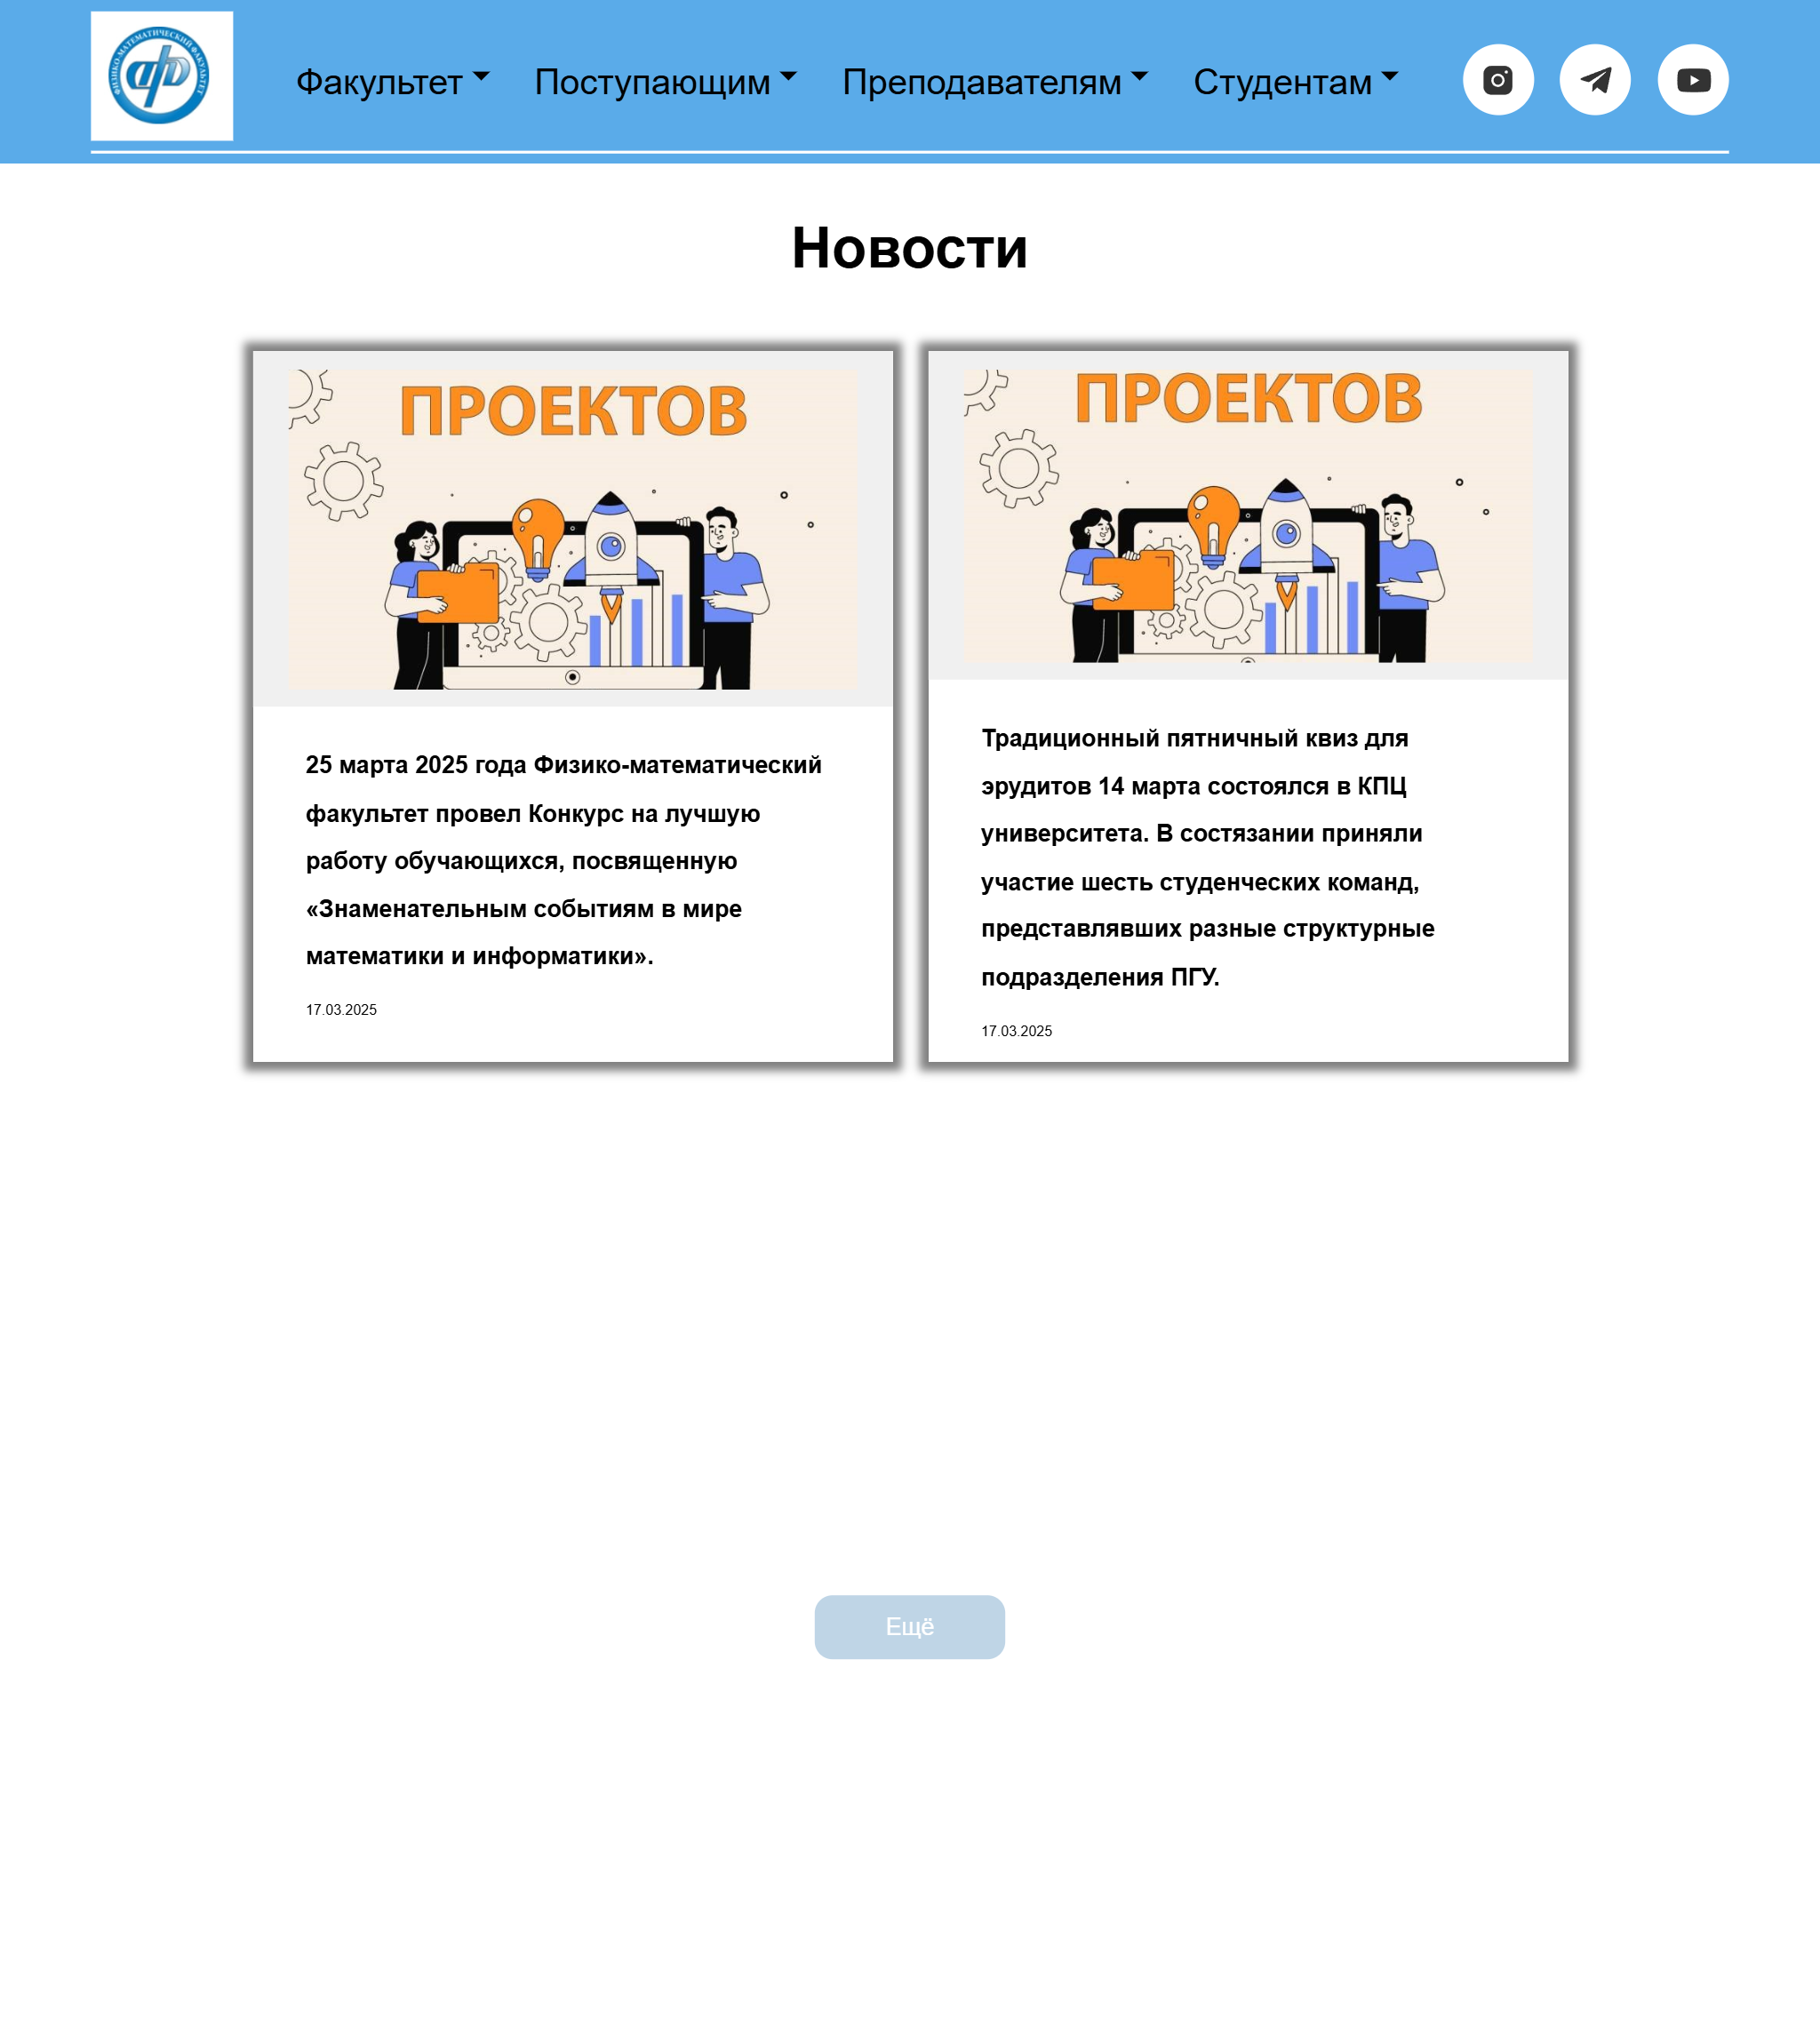 ФИЗИКО-МАТЕМАТИЧЕСКИЙ ФАКУЛЬТЕТ
Факультет Поступающим Преподавателям Студентам
Новости
ПРОЕКТОВ
25 марта 2025 года Физико-математический
факультет провел Конкурс на лучшую
работу обучающихся, посвященную
«Знаменательным событиям в мире
математики и информатики».
17.03.2025
ПРОЕКТОВ
Традиционный пятничный квиз для
эрудитов 14 марта состоялся в КПЦ
университета. В состязании приняли
участие шесть студенческих команд,
представлявших разные структурные
подразделения ПГУ.
17.03.2025
Ещё